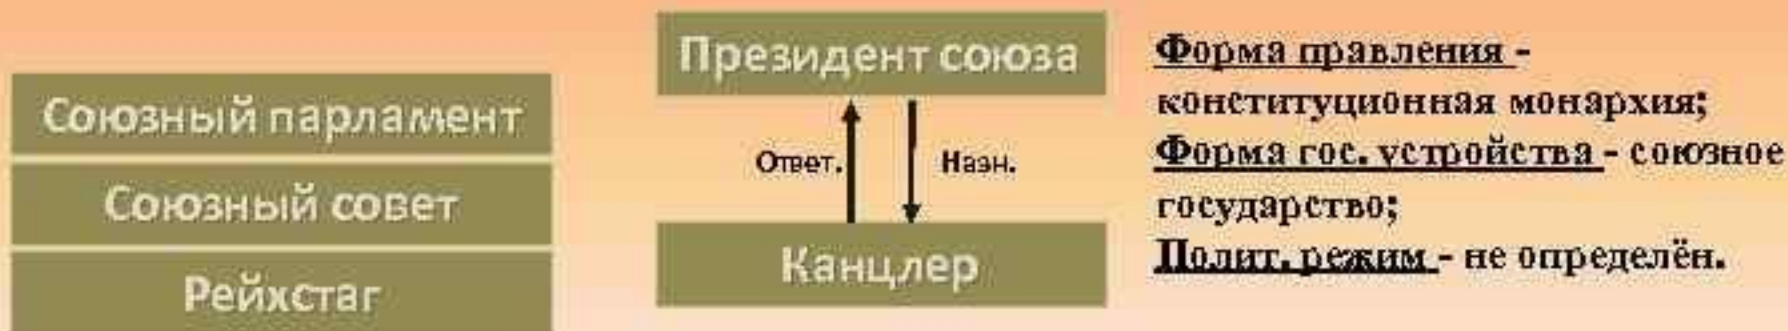 Союзный парламент
Союзный совет
Рейхстаг
Президент союза
Ответ.
Назн.
Канцлер
Форма правления -
конституционная монархия;
Форма гос. устройства - союзное
государство;
Полит. режим - не определён.